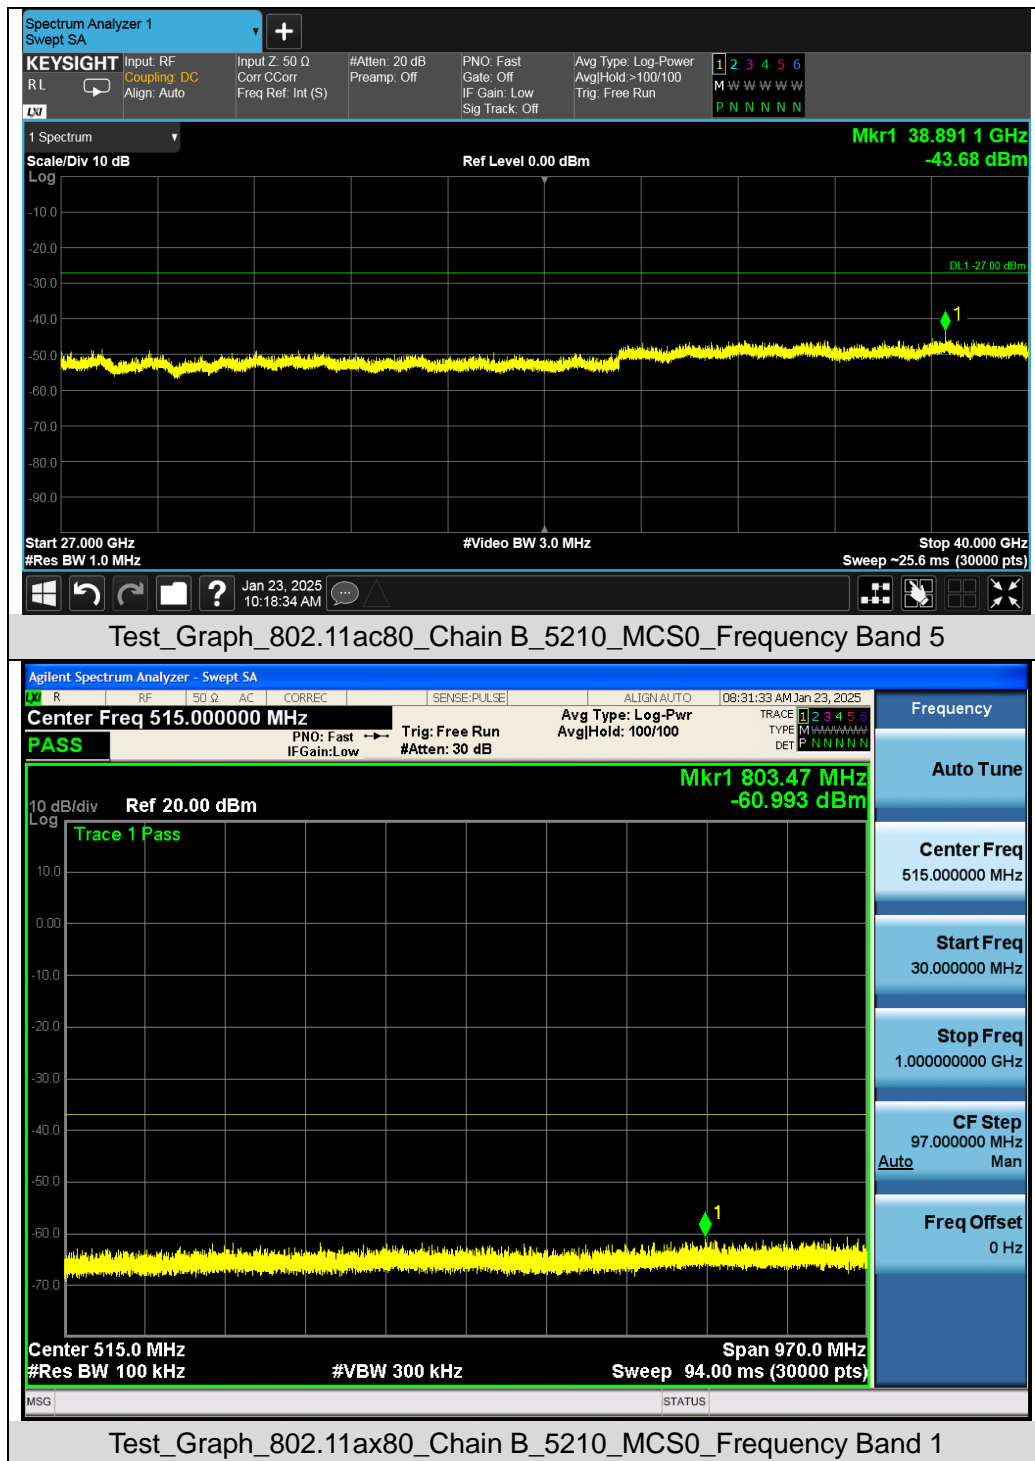 Spectrum Analyzer 1
Swept SA
+
KEYSIGHT
RL
LXI
Input: RF
Coupling: DC
Align: Auto
Input Z: 50 Ω
Corr CCorr
Freq Ref: Int (S)
#Atten: 20 dB
Preamp: Off
PNO: Fast
Gate: Off
IF Gain: Low
Sig Track: Off
Avg Type: Log-Power
Avg|Hold:>100/100
Trig: Free Run
1 2 3 4 5 6
M W W W W W
P N N N N N
1 Spectrum
Mkr1 38.891 1 GHz
Scale/Div 10 dB
Ref Level 0.00 dBm
-43.68 dBm
Log
-10.0
-20.0
DL1 -27.00 dBm
-30.0
1
-40.0
-50.0
-60.0
-70.0
-80.0
-90.0
Start 27.000 GHz
#Video BW 3.0 MHz
Stop 40.000 GHz
#Res BW 1.0 MHz
Sweep ~25.6 ms (30000 pts)
?
Jan 23, 2025
10:18:34 AM
Test_Graph_802.11ac80_Chain B_5210_MCS0_Frequency Band 5
Agilent Spectrum Analyzer - Swept SA
LXI R RF 50 Ω AC CORREC SENSE:PULSE ALIGN AUTO 08:31:33 AM Jan 23, 2025
Center Freq 515.000000 MHz
PASS
PNO: Fast
IFGain:Low
Trig: Free Run
#Atten: 30 dB
Avg Type: Log-Pwr
Avg|Hold: 100/100
TRACE 1 2 3 4 5 6
TYPE M W W W W W
DET P N N N N N
Frequency
Mkr1 803.47 MHz
-60.993 dBm
10 dB/div Ref 20.00 dBm
Log
Trace 1 Pass
10.0
0.00
-10.0
-20.0
-30.0
-40.0
-50.0
1
-60.0
-70.0
Center 515.0 MHz
Span 970.0 MHz
#Res BW 100 kHz
#VBW 300 kHz
Sweep 94.00 ms (30000 pts)
Auto Tune
Center Freq
515.000000 MHz
Start Freq
30.000000 MHz
Stop Freq
1.000000000 GHz
CF Step
97.000000 MHz
Auto Man
Freq Offset
0 Hz
MSG
STATUS
Test_Graph_802.11ax80_Chain B_5210_MCS0_Frequency Band 1